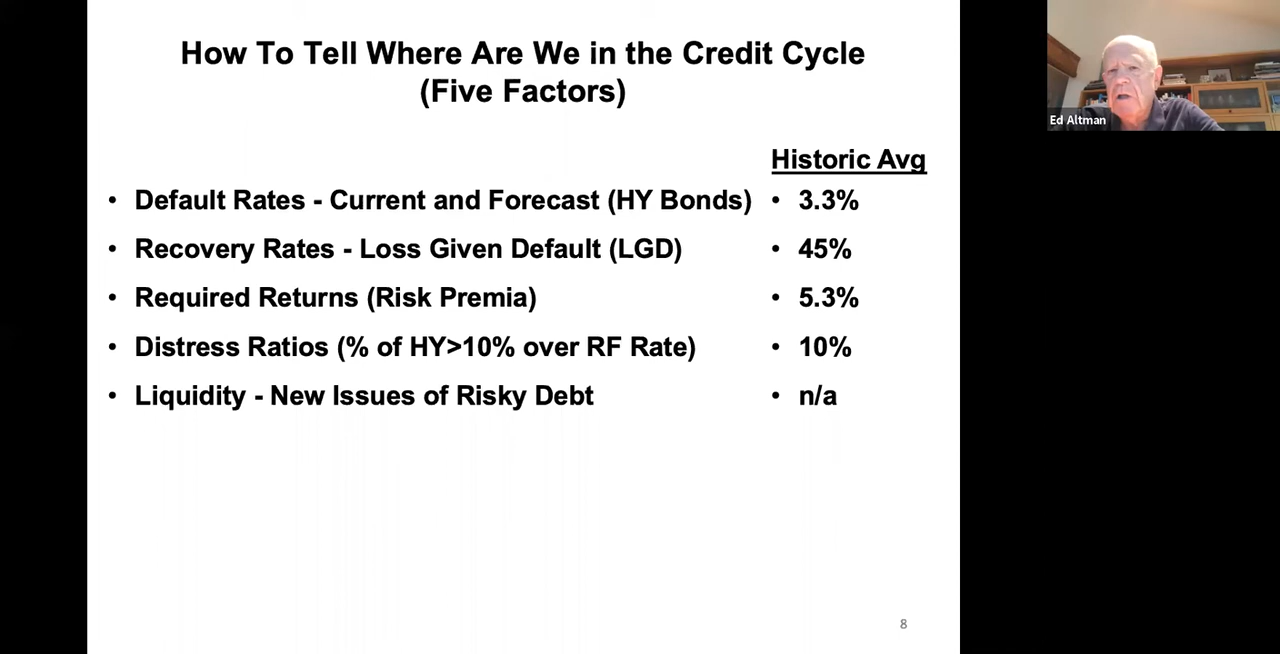 How To Tell Where Are We in the Credit Cycle
(Five Factors)
Historic Avg
• Default Rates - Current and Forecast (HY Bonds) • 3.3%
• Recovery Rates - Loss Given Default (LGD) • 45%
• Required Returns (Risk Premia) • 5.3%
• Distress Ratios (% of HY>10% over RF Rate) • 10%
• Liquidity - New Issues of Risky Debt • n/a
8
Ed Altman